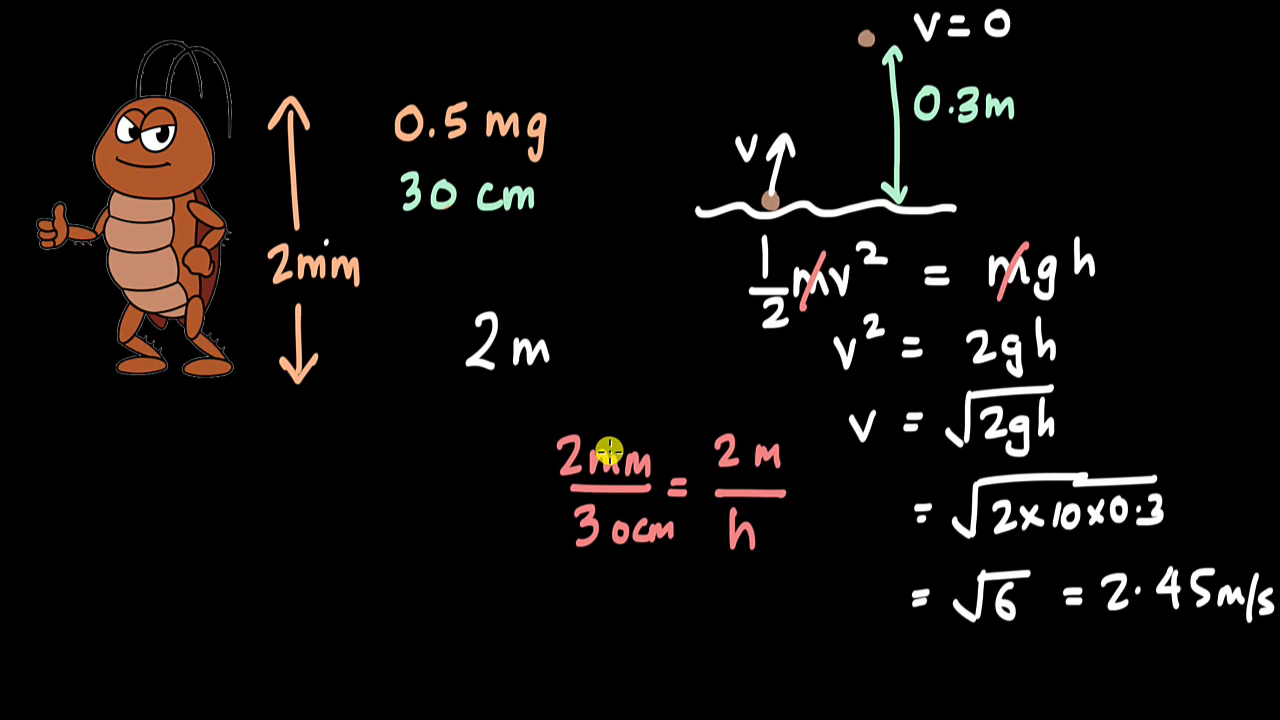 0.5 mg
30 cm
2mm
2 m
v = 0
0.3m
v
1/2 mv² = mgh
v² = 2gh
v = √2gh
= √2×10×0.3
= √6 = 2.45m/s
2mm/30cm = 2 m/h